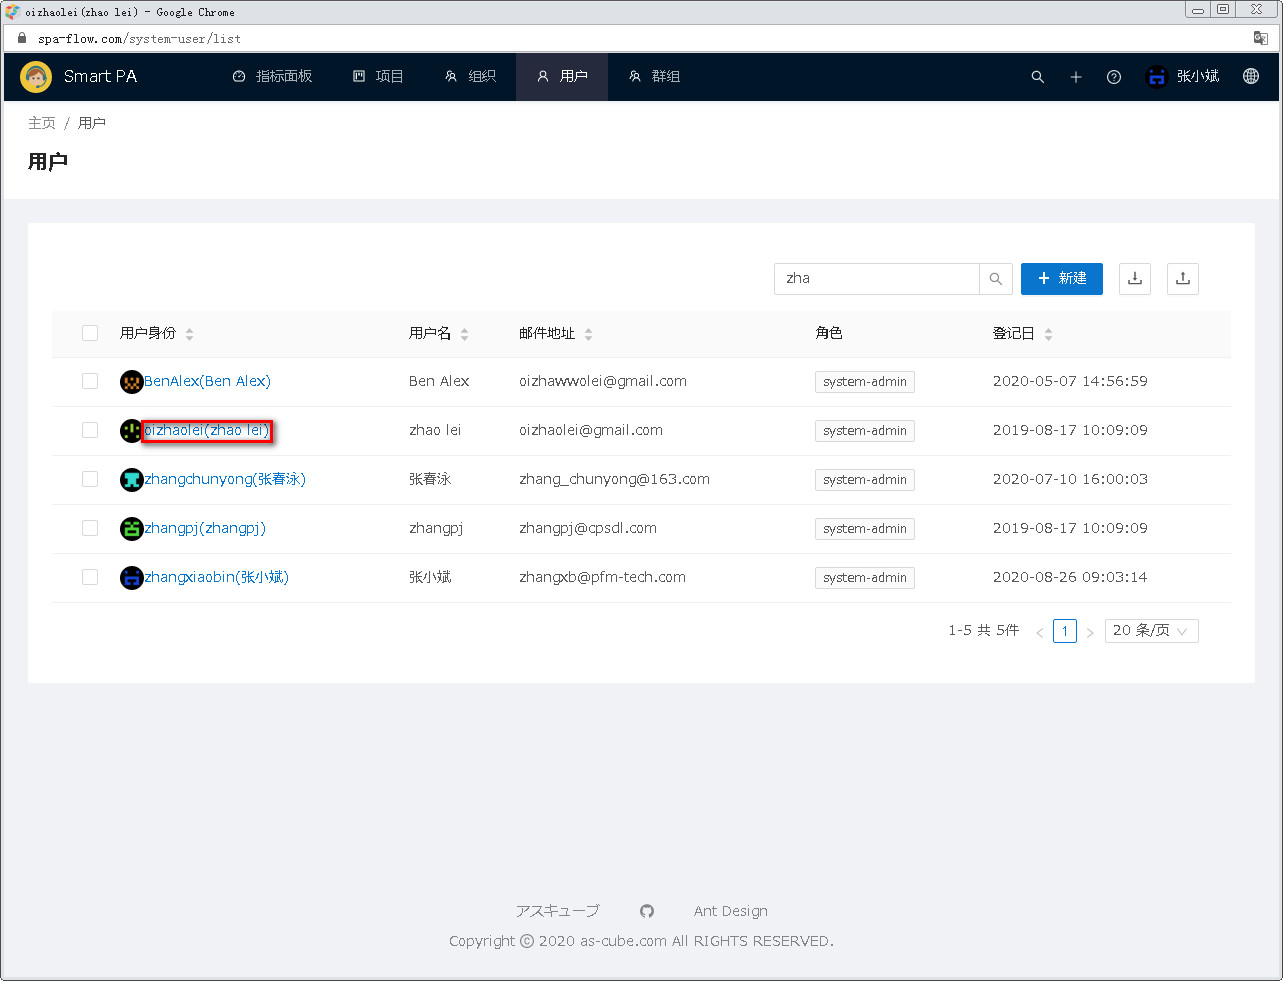 oizhaolei(zhao lei) - Google Chrome
spa-flow.com/system-user/list
Smart PA 指标面板 项目 组织 用户 群组 张小斌
主页 / 用户
用户
zha 新建
用户身份 用户名 邮件地址 角色 登记日
BenAlex(Ben Alex) Ben Alex oizhawwolei@gmail.com system-admin 2020-05-07 14:56:59
oizhaolei(zhao lei) zhao lei oizhaolei@gmail.com system-admin 2019-08-17 10:09:09
zhangchunyong(张春泳) 张春泳 zhang_chunyong@163.com system-admin 2020-07-10 16:00:03
zhangpj(zhangpj) zhangpj zhangpj@cpsdl.com system-admin 2019-08-17 10:09:09
zhangxiaobin(张小斌) 张小斌 zhangxb@pfm-tech.com system-admin 2020-08-26 09:03:14
1-5 共 5件 < 1 > 20 条/页
アスキューブ Ant Design
Copyright © 2020 as-cube.com All RIGHTS RESERVED.